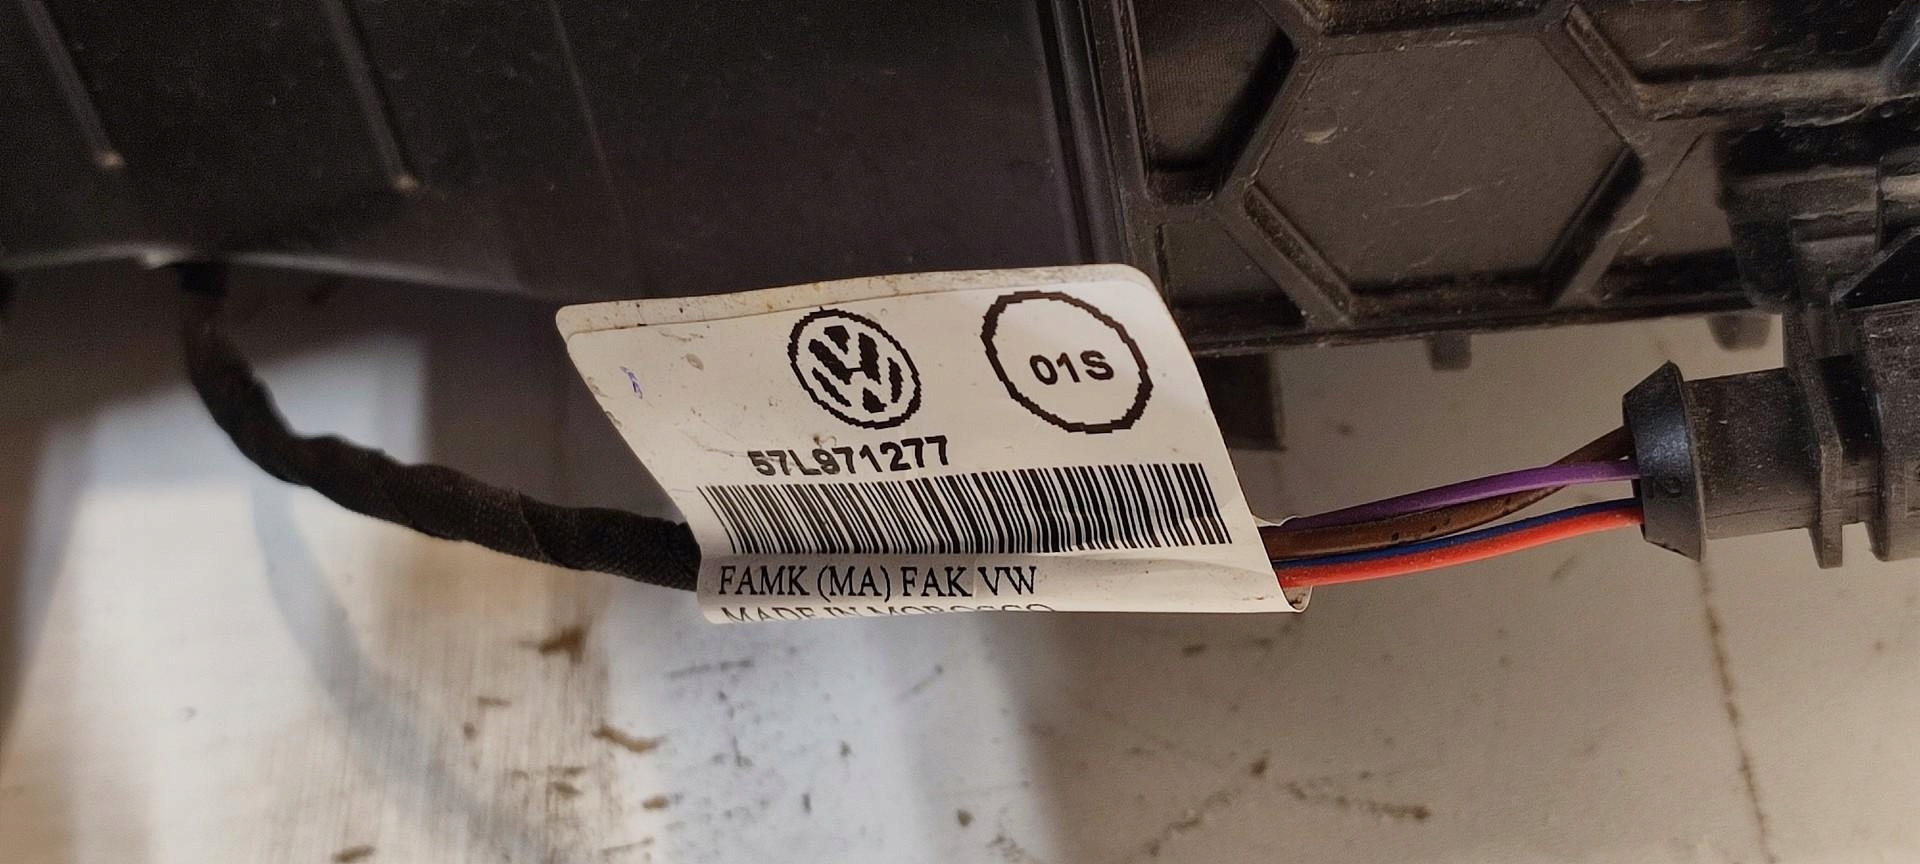 01S
57L971277
FAMK (MA) FAK VW
MADE IN MOROCCO